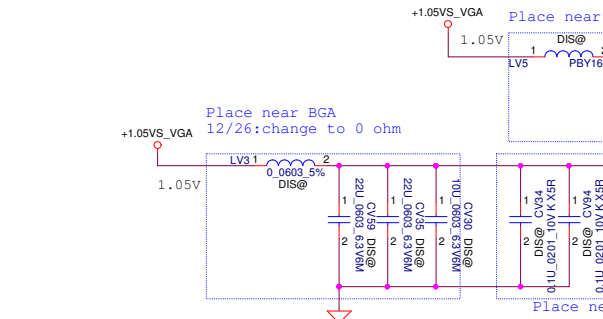 +1.05VS_VGA
Place near
1.05V
DIS@
1
2
LV5
PBY16
Place near BGA
12/26:change to 0 ohm
+1.05VS_VGA
1.05V
LV3
1
2
0_0603_5%
DIS@
1
2
CV59 DIS@
22U_0603_6.3V6M
1
2
CV35 DIS@
22U_0603_6.3V6M
1
2
CV30 DIS@
10U_0603_6.3V6M
1
2
DIS@ CV34
0.1U_0201_10V K X5R
1
2
DIS@ CV94
0.1U_0201_10V K X5R
Place ne